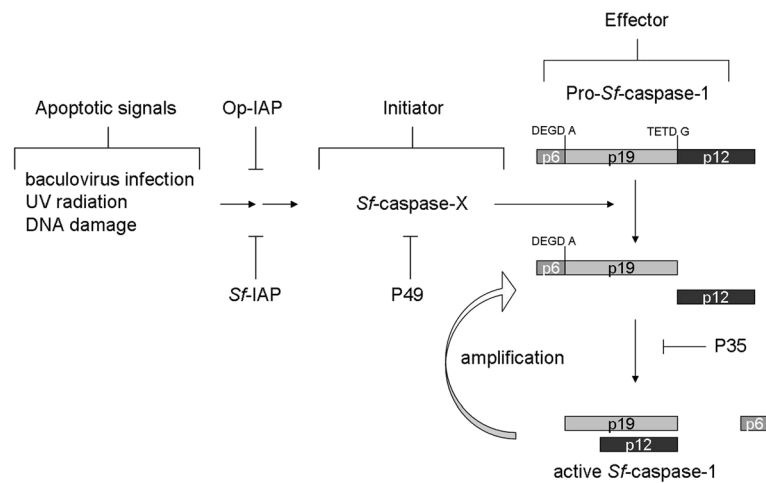 Effector
Apoptotic signals
Op-IAP
Initiator
Pro-Sf-caspase-1
DEGD A
TETD G
p6
p19
p12
baculovirus infection
UV radiation
DNA damage
Sf-caspase-X
DEGD A
p6
p19
p12
Sf-IAP
P49
amplification
P35
p19
p6
p12
active Sf-caspase-1